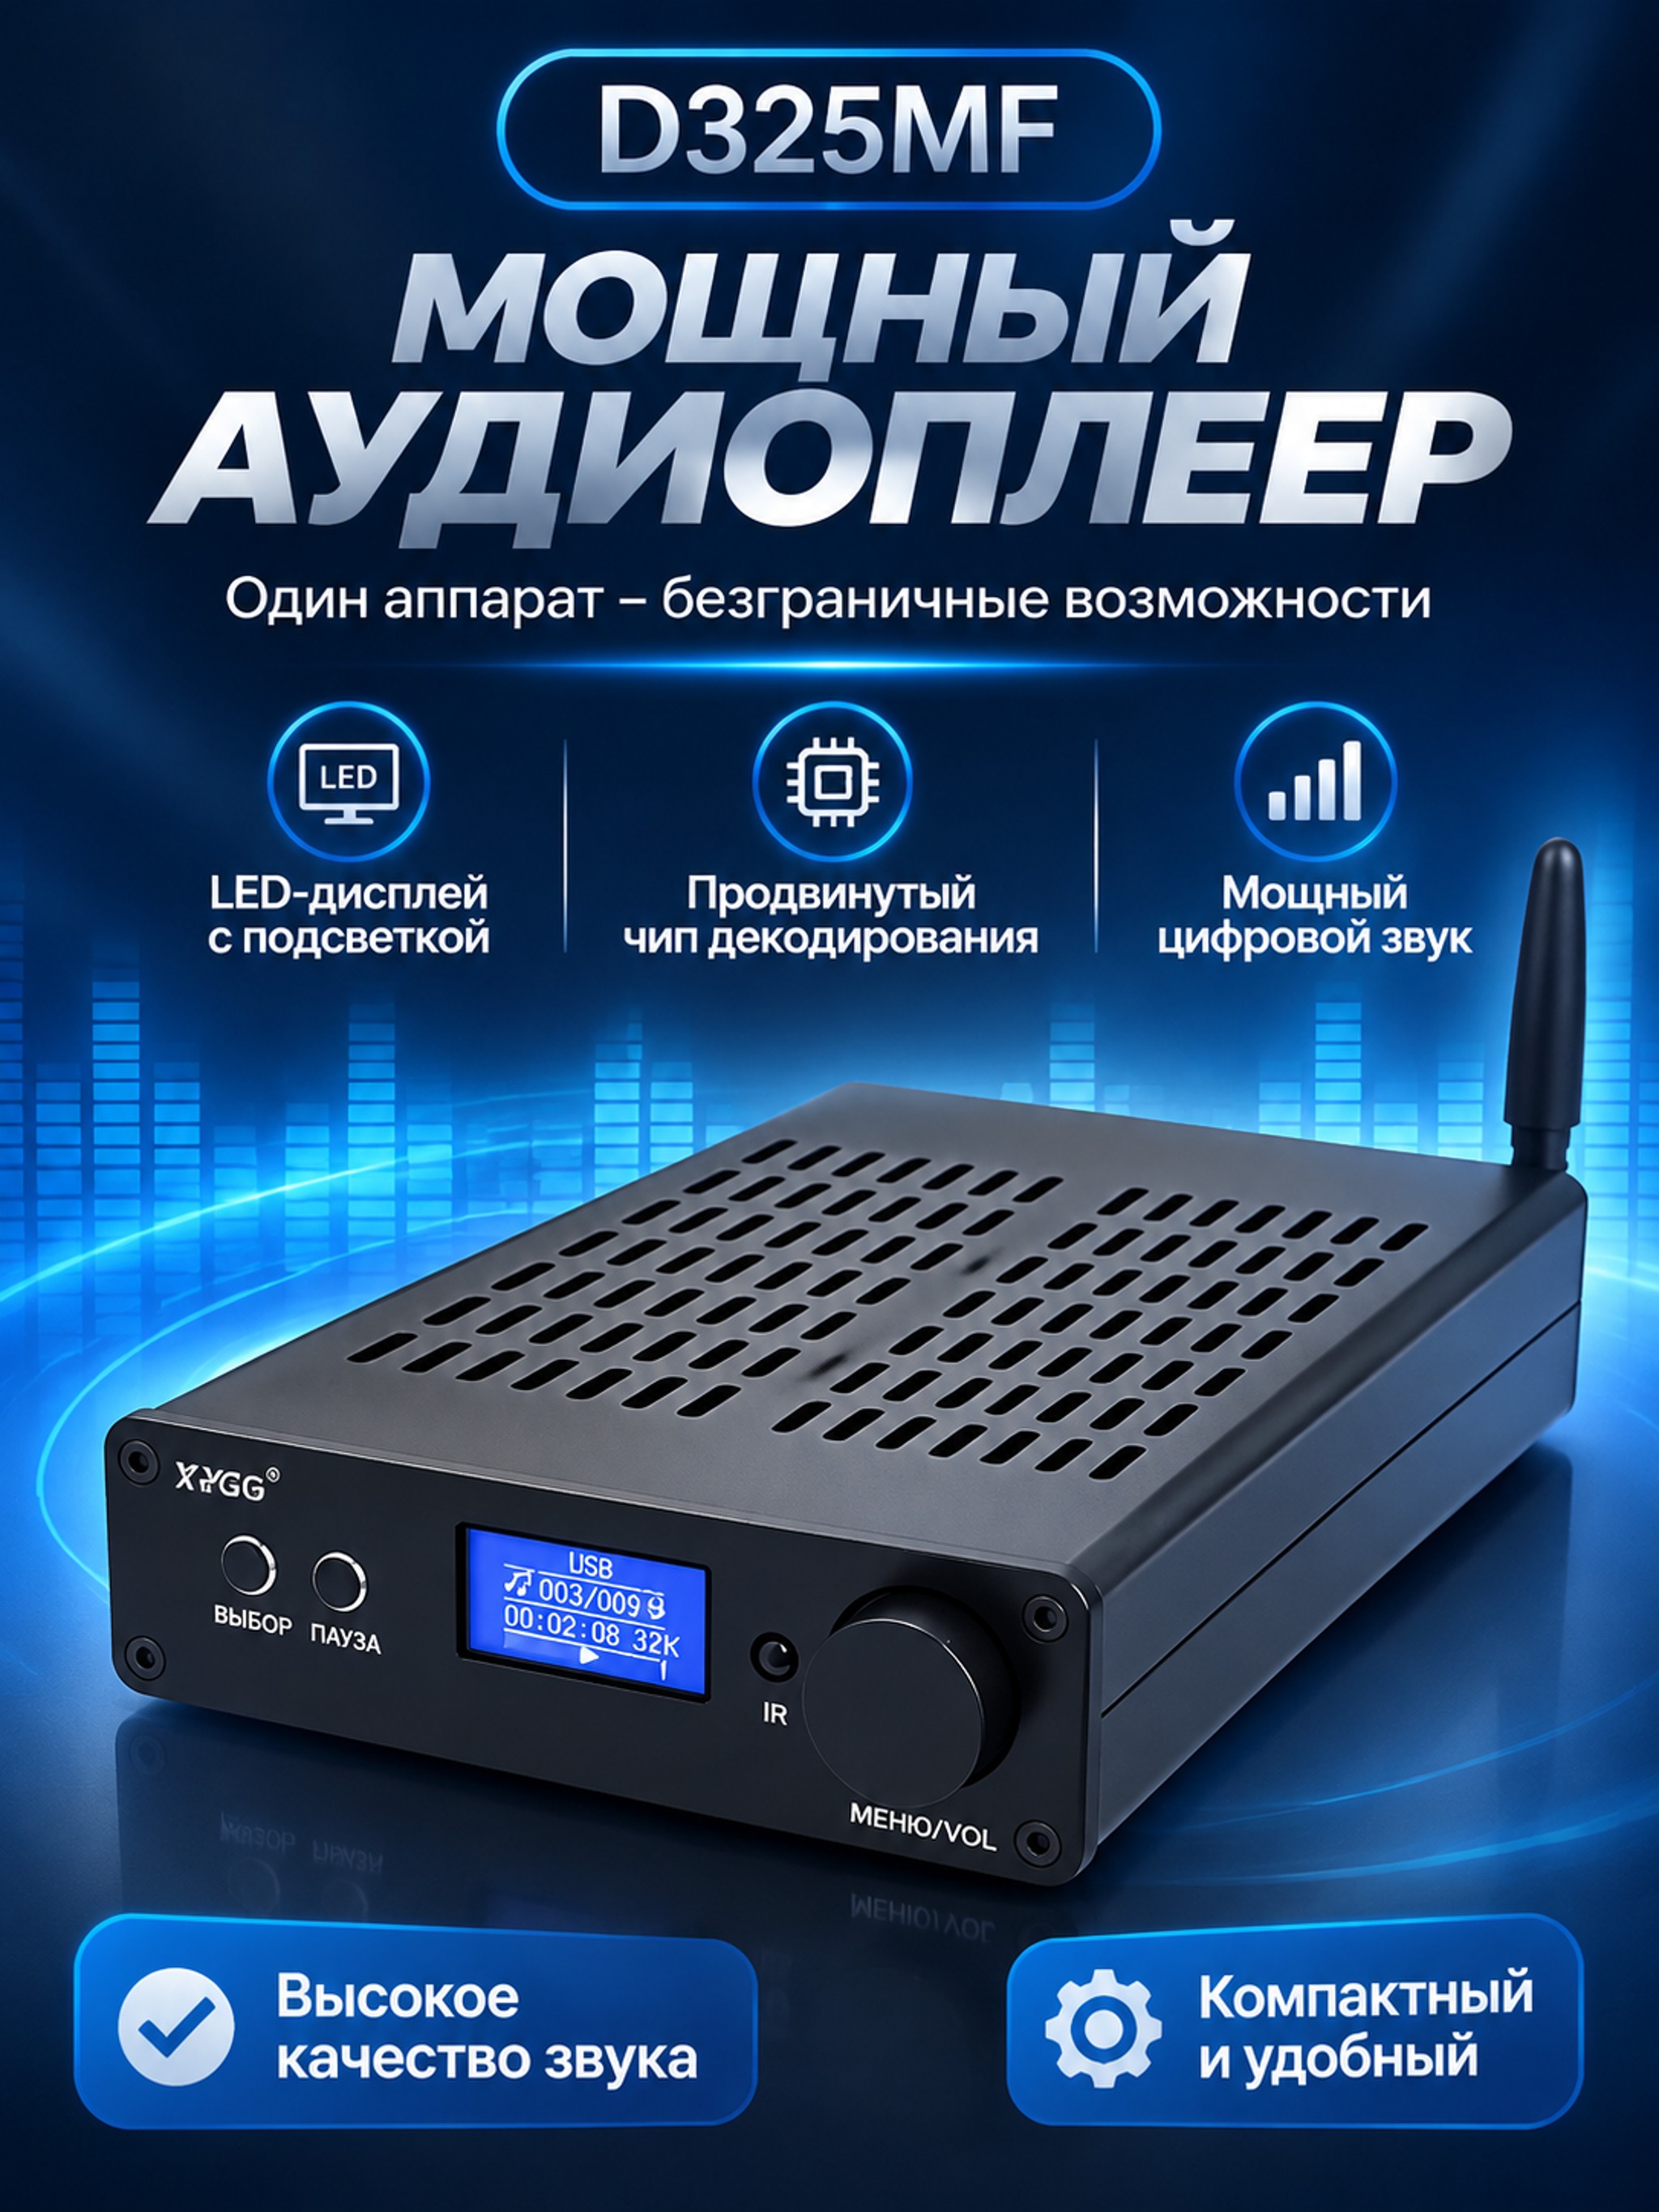 D325MF
МОЩНЫЙ
АУДИОПЛЕЕР
Один аппарат – безграничные возможности
LED
LED-дисплей
с подсветкой
Продвинутый
чип декодирования
Мощный
цифровой звук
XYGG®
ВЫБОР ПАУЗА
USB
003/009
00:02:08 32K
IR
МЕНЮ/VOL
Высокое
качество звука
Компактный
и удобный